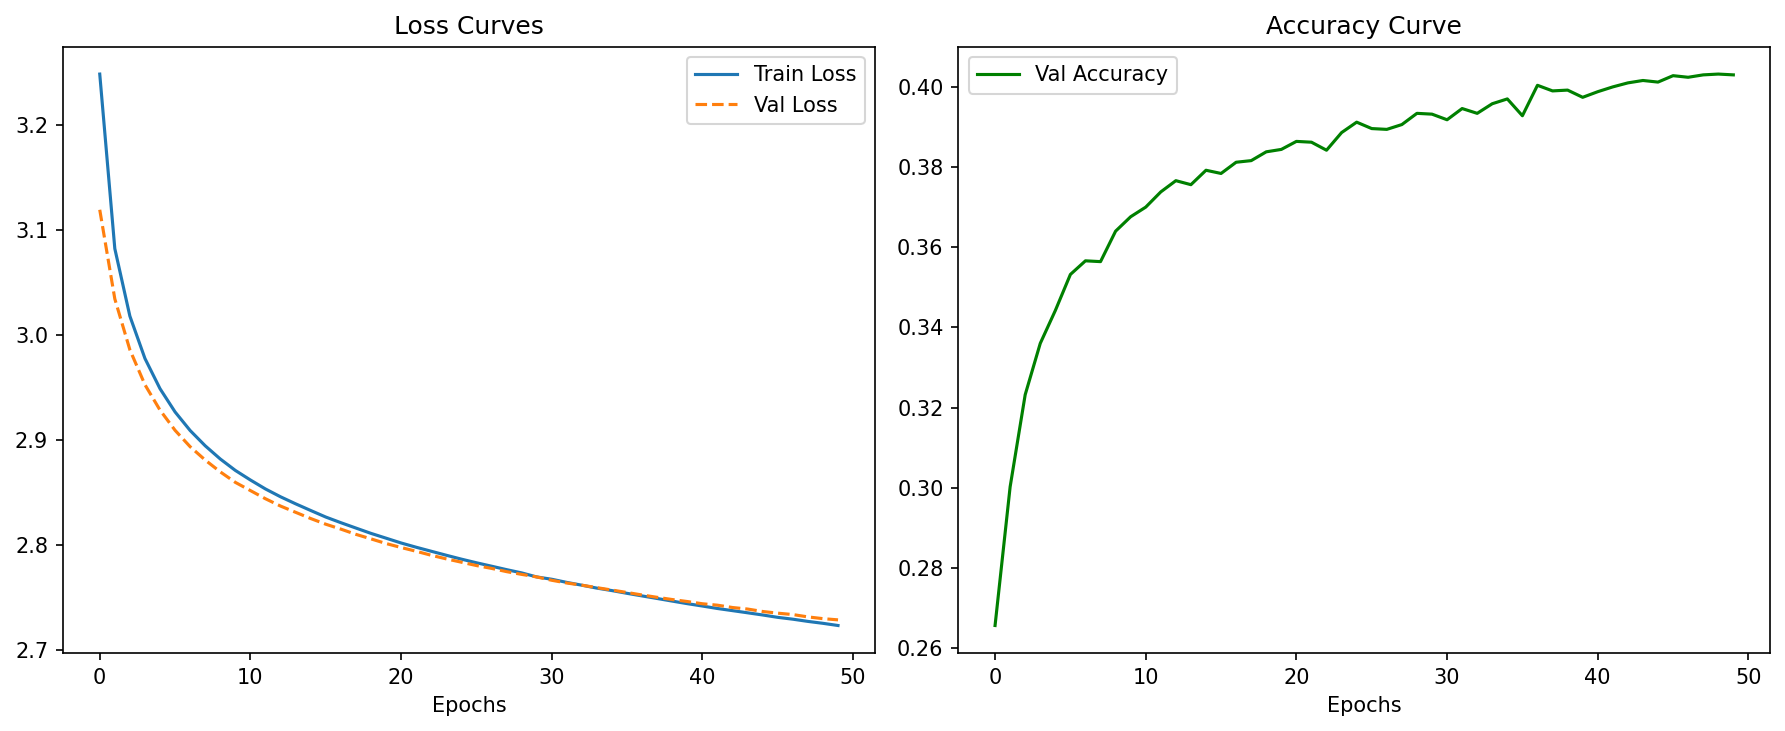 Loss Curves
Train Loss
Val Loss
3.2
3.1
3.0
2.9
2.8
2.7
0 10 20 30 40 50
Epochs
Accuracy Curve
Val Accuracy
0.40
0.38
0.36
0.34
0.32
0.30
0.28
0.26
0 10 20 30 40 50
Epochs